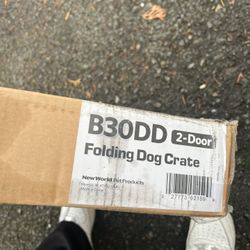 B30DD 2-Door
Folding Dog Crate
New World Pet Products